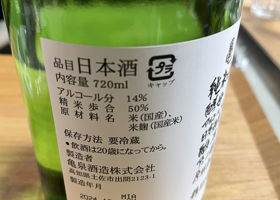 品目 日本酒
内容量 720ml
プラ
キャップ
アルコール分 14%
精米歩合 50%
原材料名 米(国産)、
米麹(国産米)
保存方法 要冷蔵
●飲酒は20歳になってから。
製造者
亀泉酒造株式会社
高知県土佐市出間2123-1
製造年月